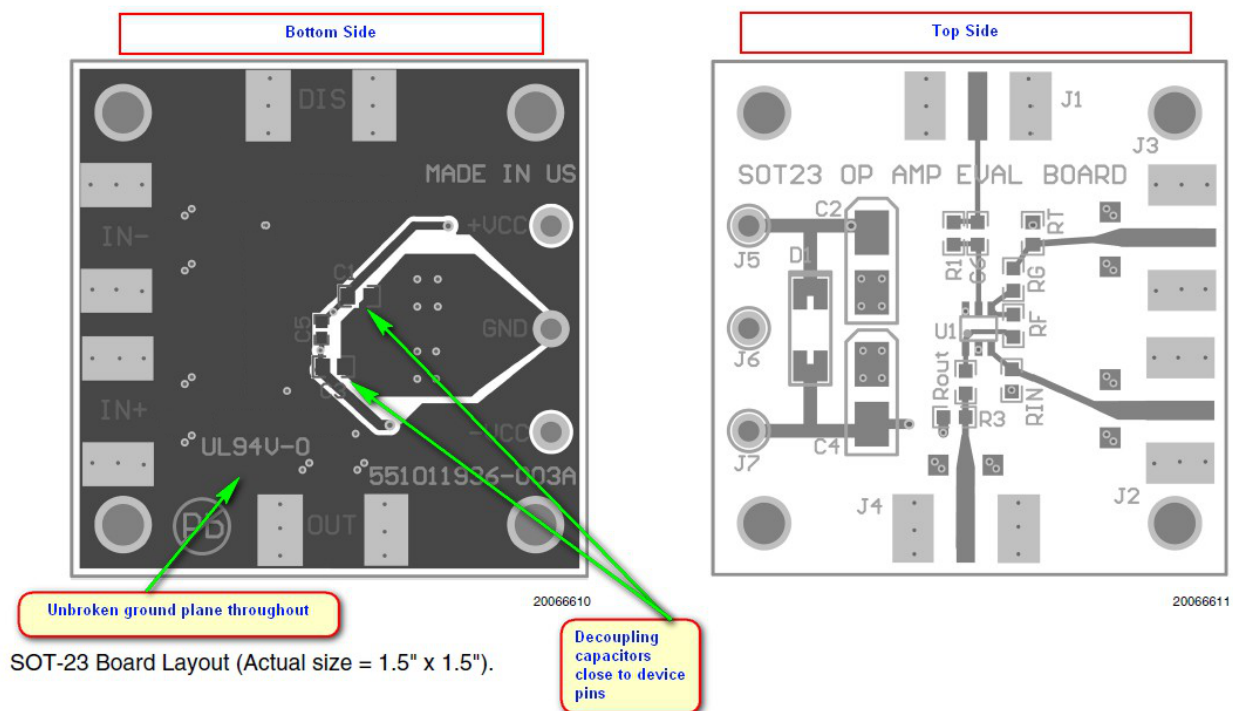 Bottom Side
Top Side
DIS
MADE IN US
IN-
+VCC
C1
C5
GND
C3
IN+
-VCC
UL94V-0
551011936-003A
OUT
Unbroken ground plane throughout
20066610
Decoupling
capacitors
close to device
pins
SOT-23 Board Layout (Actual size = 1.5" x 1.5").
J1
J3
SOT23 OP AMP EVAL BOARD
C2
J5
D1
R1
RT
RG
J6
U1
RF
Rout
RIN
R3
J7
C4
J4
J2
20066611